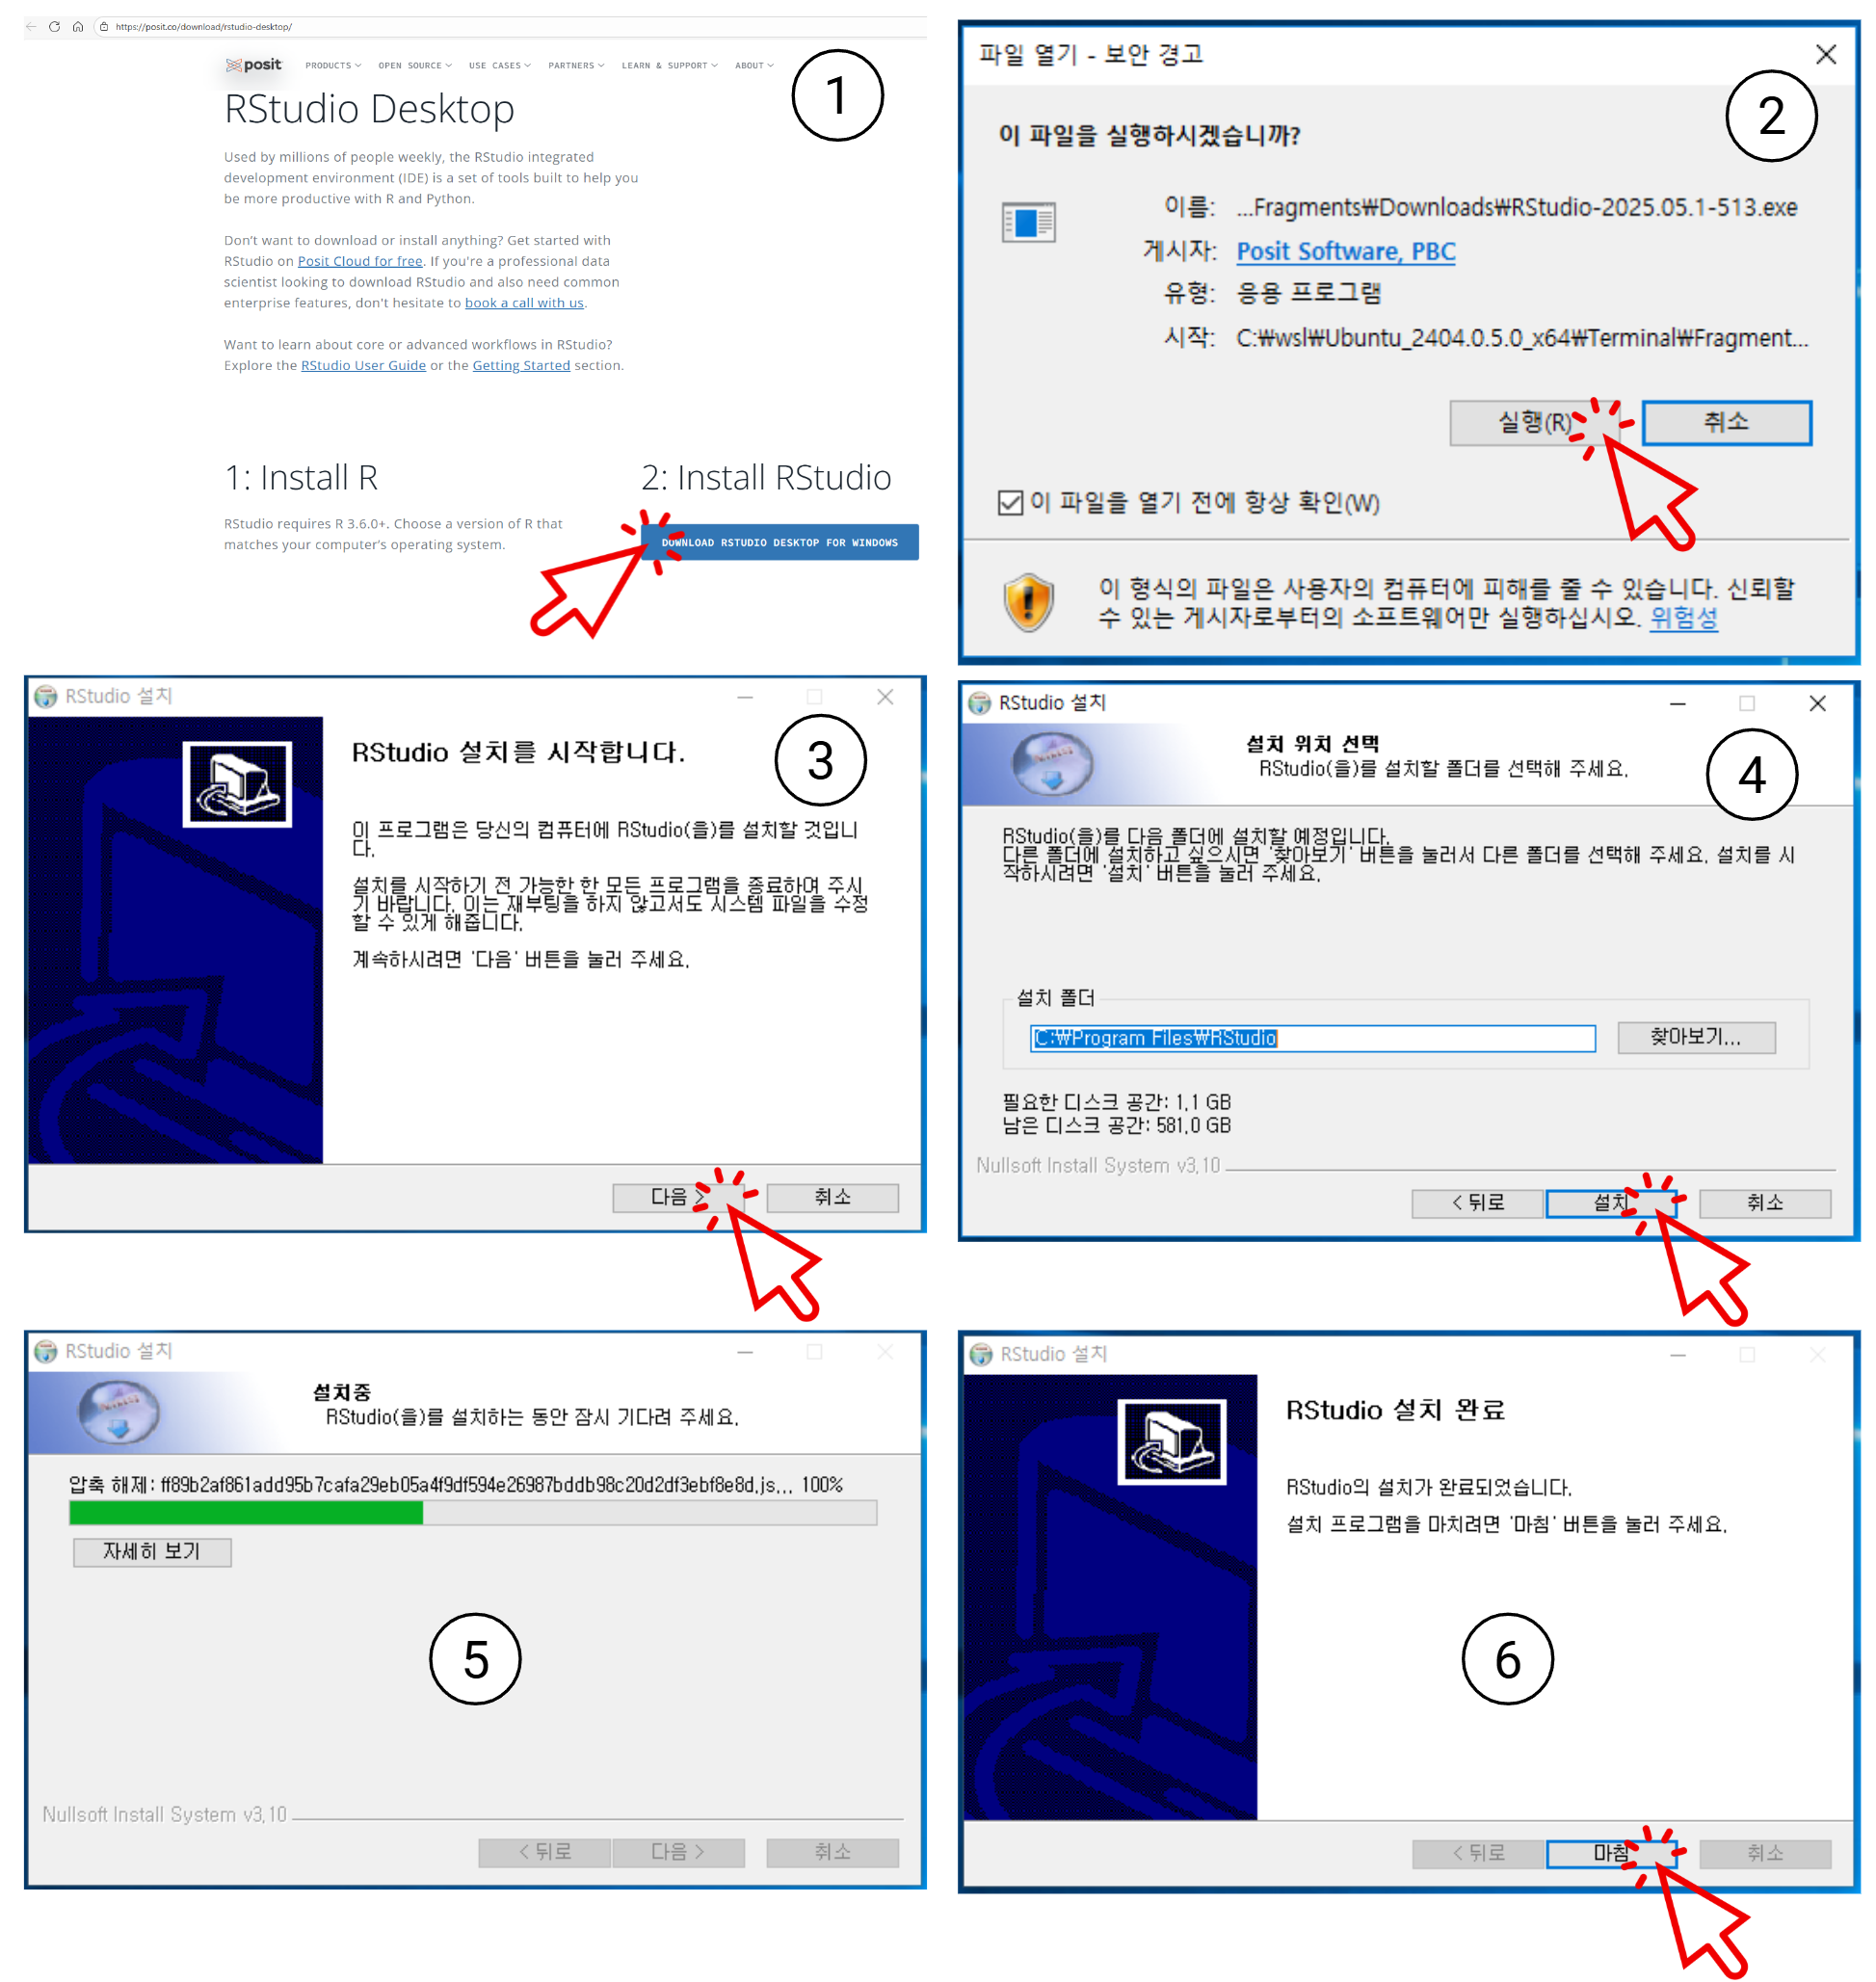 https://posit.co/download/rstudio-desktop/
posit
PRODUCTS OPEN SOURCE USE CASES PARTNERS LEARN & SUPPORT ABOUT
1
RStudio Desktop
Used by millions of people weekly, the RStudio integrated
development environment (IDE) is a set of tools built to help you
be more productive with R and Python.
Don't want to download or install anything? Get started with
RStudio on Posit Cloud for free. If you're a professional data
scientist looking to download RStudio and also need common
enterprise features, don't hesitate to book a call with us.
Want to learn about core or advanced workflows in RStudio?
Explore the RStudio User Guide or the Getting Started section.
1: Install R
RStudio requires R 3.6.0+. Choose a version of R that
matches your computer's operating system.
2: Install RStudio
DOWNLOAD RSTUDIO DESKTOP FOR WINDOWS
파일 열기 - 보안 경고
2
이 파일을 실행하시겠습니까?
이름: ...Fragments₩Downloads₩RStudio-2025.05.1-513.exe
게시자: Posit Software, PBC
유형: 응용 프로그램
시작: C:₩wsl₩Ubuntu_2404.0.5.0_x64₩Terminal₩Fragment...
실행(R) 취소
이 파일을 열기 전에 항상 확인(W)
이 형식의 파일은 사용자의 컴퓨터에 피해를 줄 수 있습니다. 신뢰할
수 있는 게시자로부터의 소프트웨어만 실행하십시오. 위험성
RStudio 설치
3
RStudio 설치를 시작합니다.
이 프로그램은 당신의 컴퓨터에 RStudio(을)를 설치할 것입니
다.
설치를 시작하기 전 가능한 한 모든 프로그램을 종료하여 주시
기 바랍니다. 이는 재부팅을 하지 않고서도 시스템 파일을 수정
할 수 있게 해줍니다.
계속하시려면 '다음' 버튼을 눌러 주세요.
다음 > 취소
RStudio 설치
4
설치 위치 선택
RStudio(을)를 설치할 폴더를 선택해 주세요.
RStudio(을)를 다음 폴더에 설치할 예정입니다.
다른 폴더에 설치하고 싶으시면 '찾아보기' 버튼을 눌러서 다른 폴더를 선택해 주세요. 설치를 시
작하시려면 '설치' 버튼을 눌러 주세요.
설치 폴더
C:₩Program Files₩RStudio 찾아보기...
필요한 디스크 공간: 1.1 GB
남은 디스크 공간: 581.0 GB
Nullsoft Install System v3.10
< 뒤로 설치 취소
RStudio 설치
설치중
RStudio(을)를 설치하는 동안 잠시 기다려 주세요.
압축 해제: ff89b2af861add95b7cafa29eb05a4f9df594e26987bddb98c20d2df3ebf8e8d.js... 100%
자세히 보기
5
Nullsoft Install System v3.10
< 뒤로 다음 > 취소
RStudio 설치
RStudio 설치 완료
RStudio의 설치가 완료되었습니다.
설치 프로그램을 마치려면 '마침' 버튼을 눌러 주세요.
6
< 뒤로 마침 취소